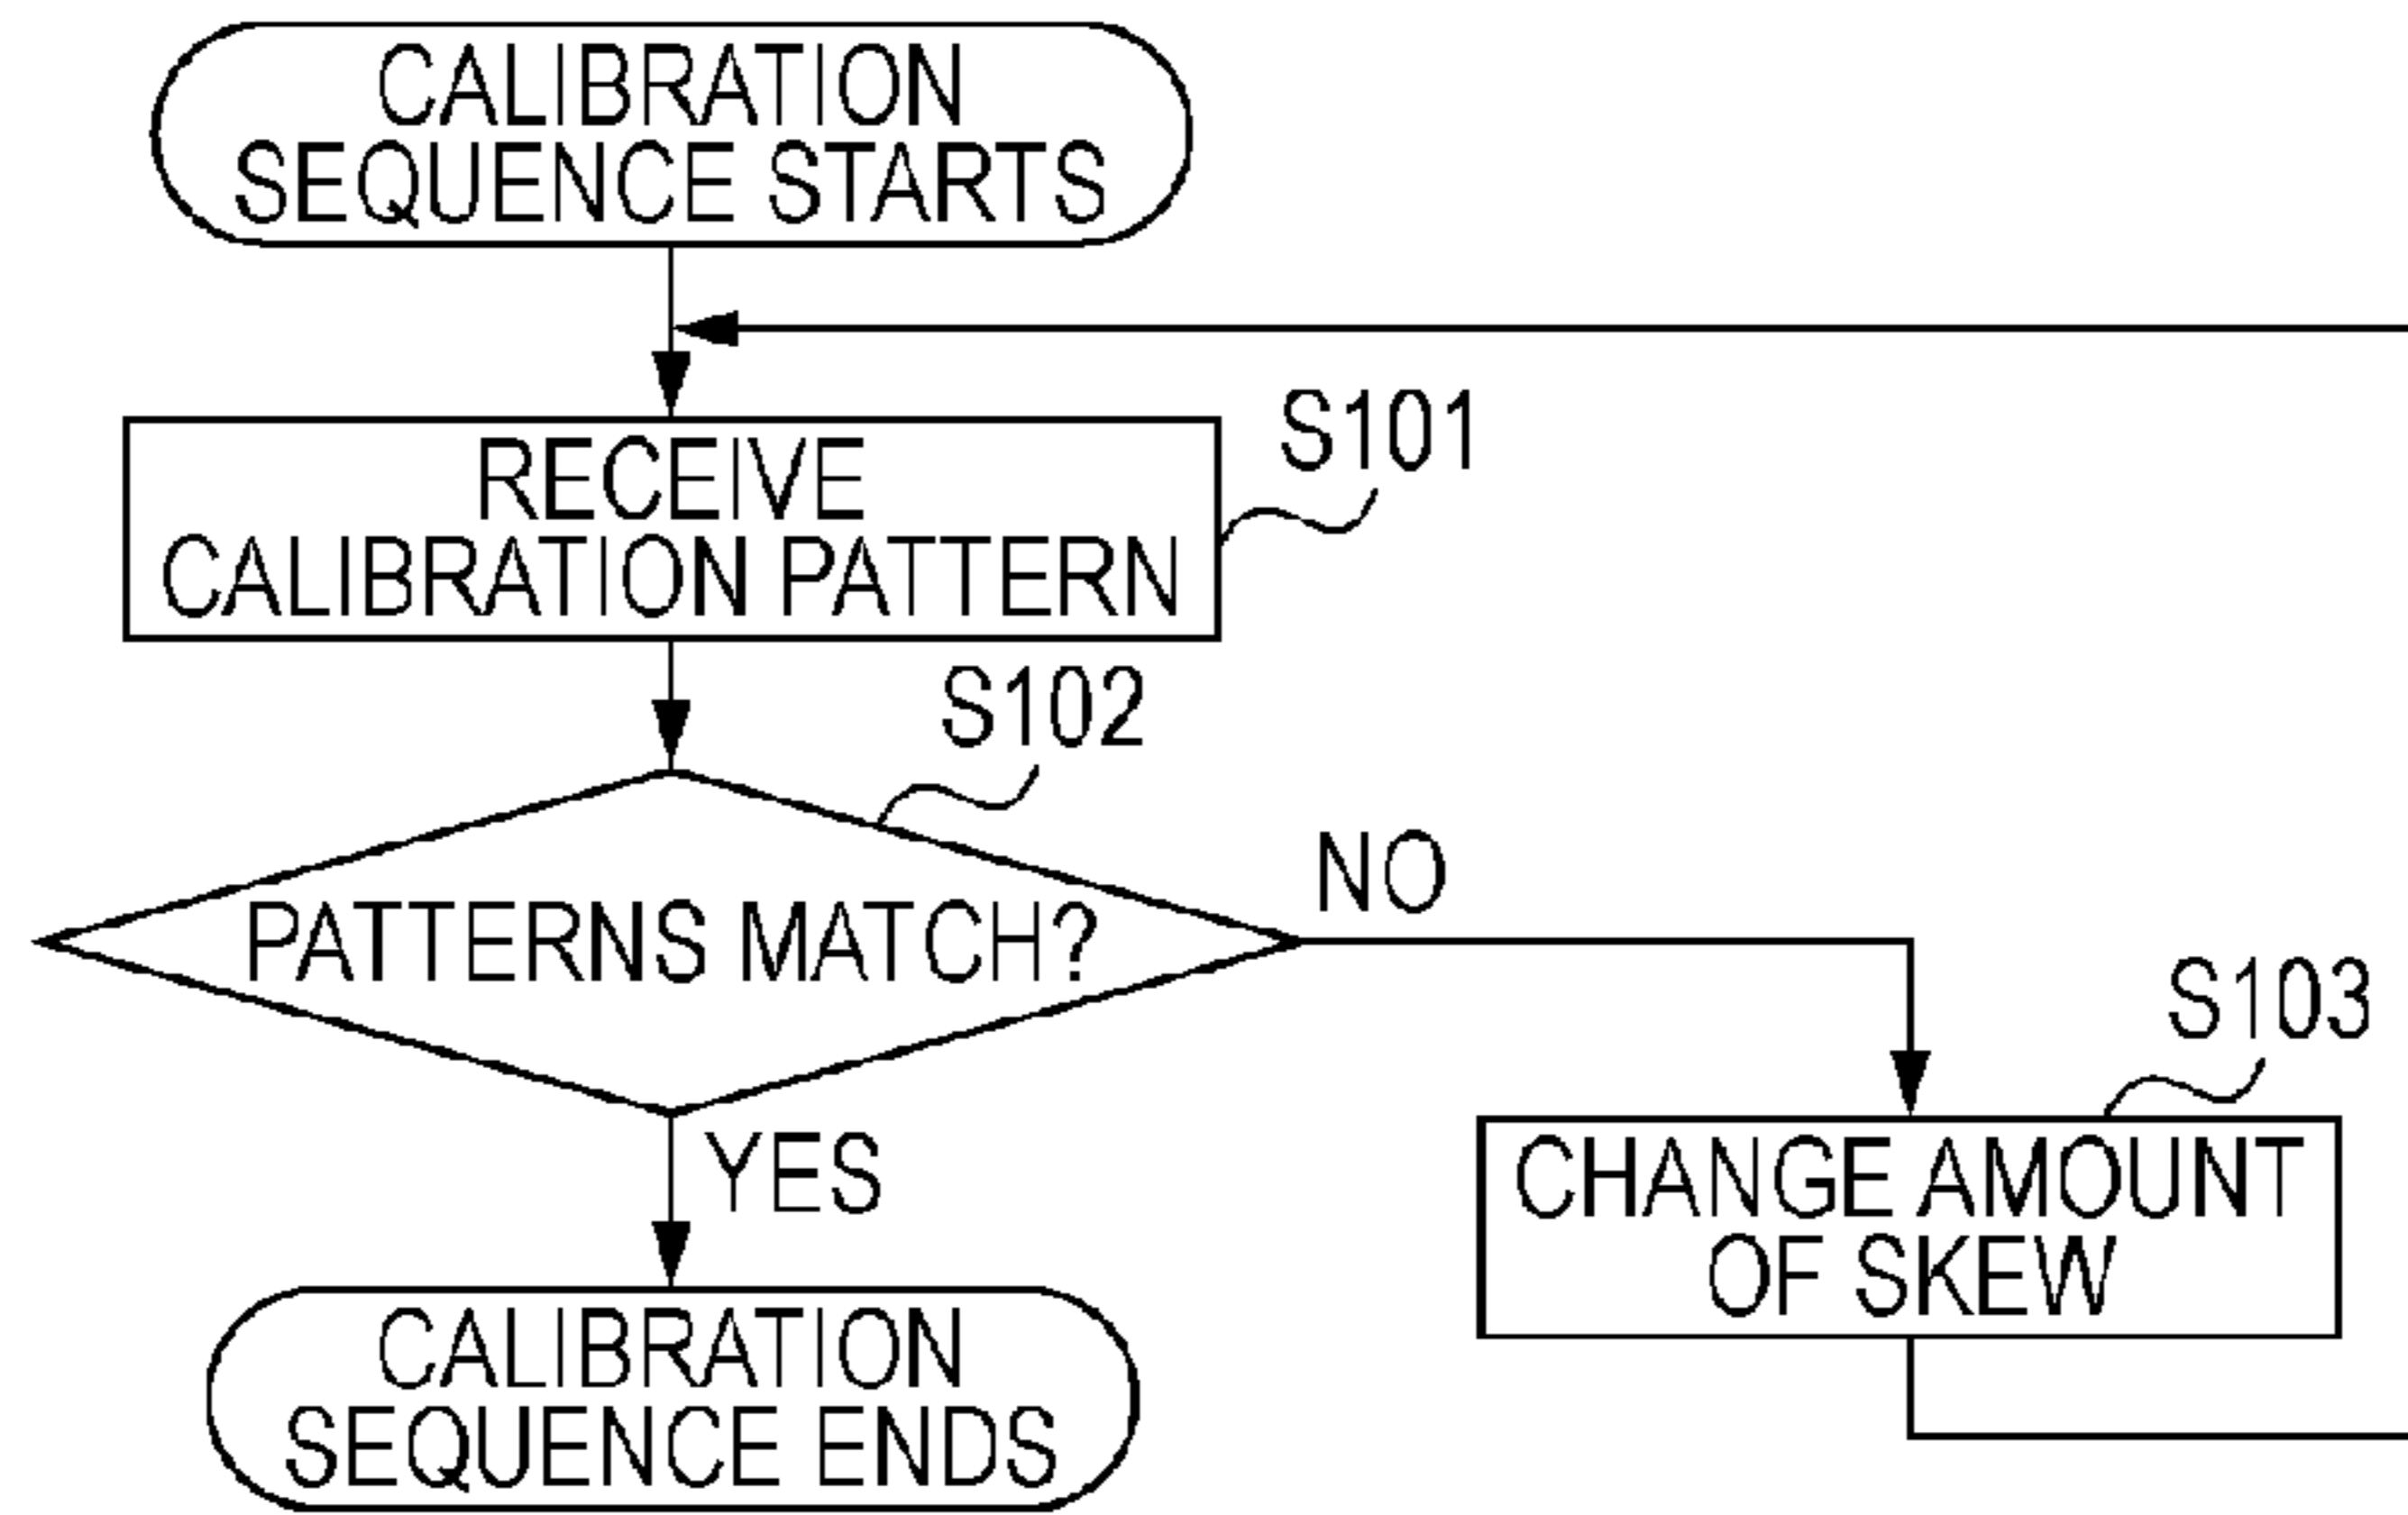 CALIBRATION
SEQUENCE STARTS
RECEIVE
CALIBRATION PATTERN
S101
S102
PATTERNS MATCH?
NO
YES
S103
CHANGE AMOUNT
OF SKEW
CALIBRATION
SEQUENCE ENDS